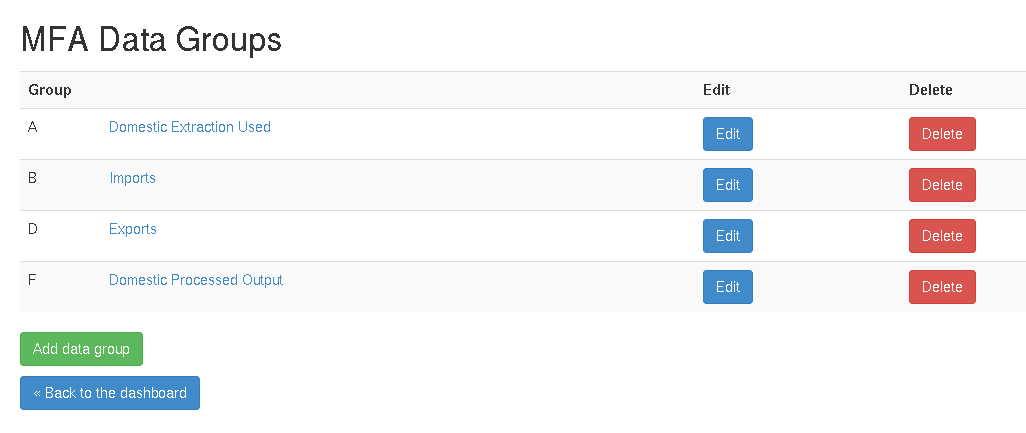 MFA Data Groups
Group Edit Delete
A Domestic Extraction Used Edit Delete
B Imports Edit Delete
D Exports Edit Delete
F Domestic Processed Output Edit Delete
Add data group
« Back to the dashboard